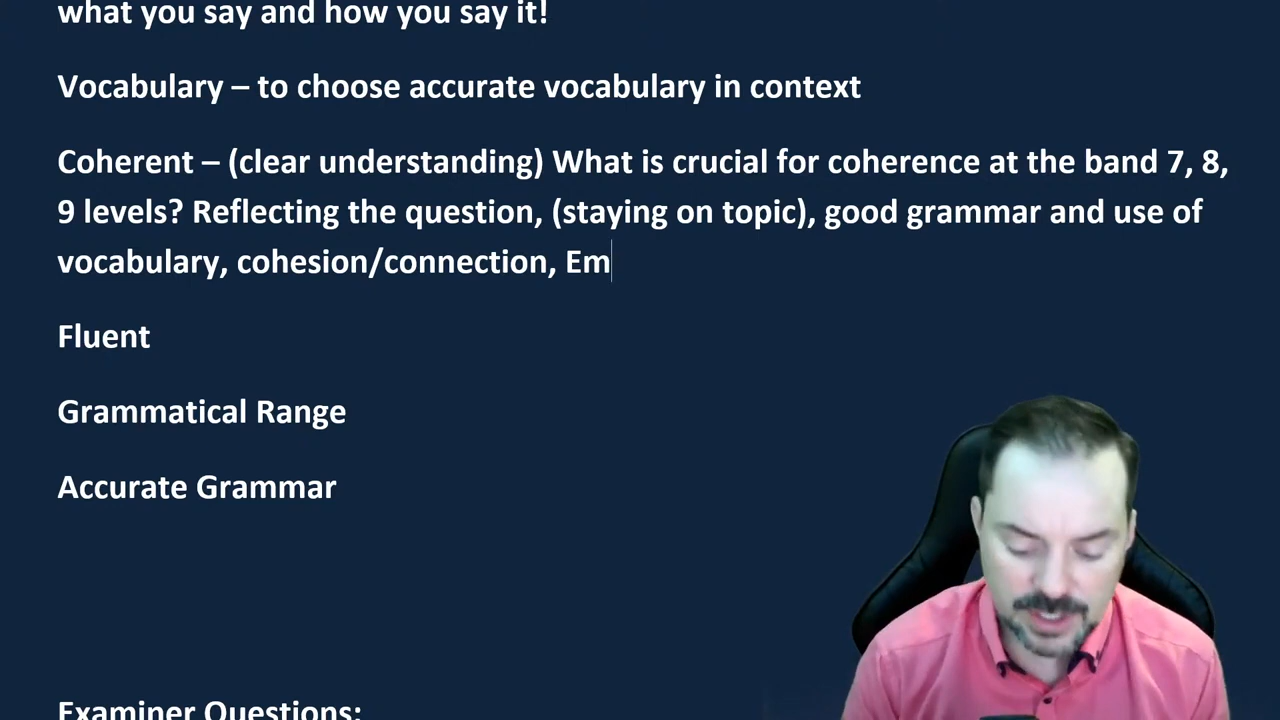 what you say and how you say it!
Vocabulary – to choose accurate vocabulary in context
Coherent – (clear understanding) What is crucial for coherence at the band 7, 8,
9 levels? Reflecting the question, (staying on topic), good grammar and use of
vocabulary, cohesion/connection, Em
Fluent
Grammatical Range
Accurate Grammar
Examiner Questions: